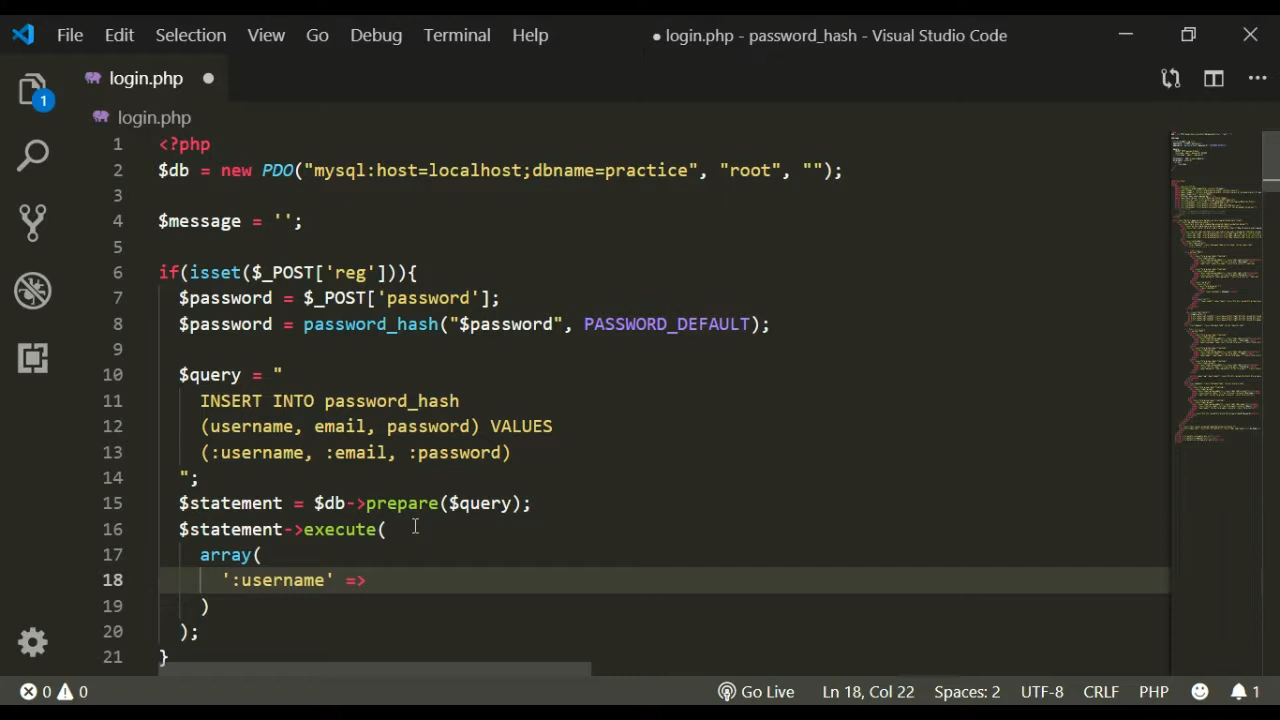 File Edit Selection View Go Debug Terminal Help ● login.php - password_hash - Visual Studio Code
login.php ●
login.php
1 <?php
2 $db = new PDO("mysql:host=localhost;dbname=practice", "root", "");
3
4 $message = '';
5
6 if(isset($_POST['reg'])){
7 $password = $_POST['password'];
8 $password = password_hash("$password", PASSWORD_DEFAULT);
9
10 $query = "
11 INSERT INTO password_hash
12 (username, email, password) VALUES
13 (:username, :email, :password)
14 ";
15 $statement = $db->prepare($query);
16 $statement->execute(
17 array(
18 ':username' =>
19 )
20 );
21 }
1
0 0 Go Live Ln 18, Col 22 Spaces: 2 UTF-8 CRLF PHP 1